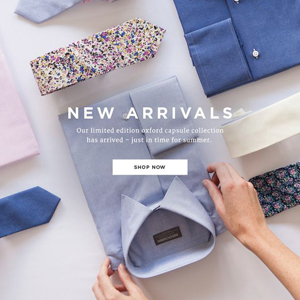 NEW ARRIVALS
Our limited edition oxford capsule collection
has arrived – just in time for summer.
SHOP NOW